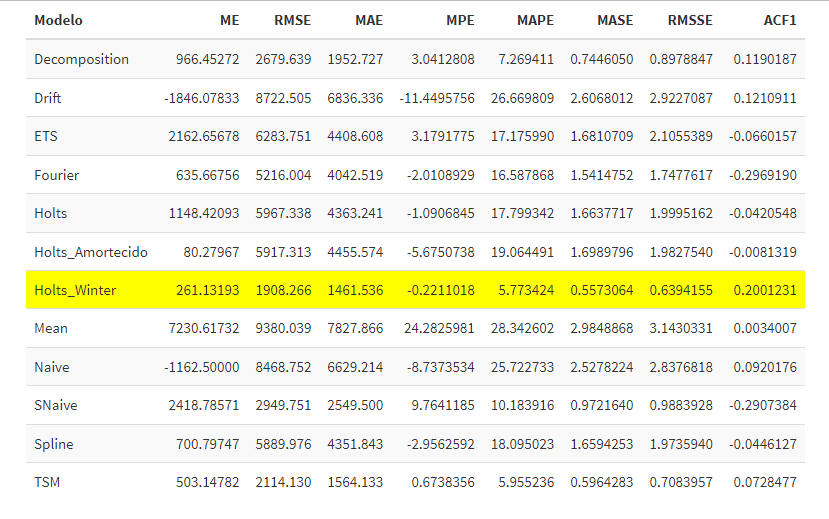 Modelo ME RMSE MAE MPE MAPE MASE RMSSE ACF1
Decomposition 966.45272 2679.639 1952.727 3.0412808 7.269411 0.7446050 0.8978847 0.1190187
Drift -1846.07833 8722.505 6836.336 -11.4495756 26.669809 2.6068012 2.9227087 0.1210911
ETS 2162.65678 6283.751 4408.608 3.1791775 17.175990 1.6810709 2.1055389 -0.0660157
Fourier 635.66756 5216.004 4042.519 -2.0108929 16.587868 1.5414752 1.7477617 -0.2969190
Holts 1148.42093 5967.338 4363.241 -1.0906845 17.799342 1.6637717 1.9995162 -0.0420548
Holts_Amortecido 80.27967 5917.313 4455.574 -5.6750738 19.064491 1.6989796 1.9827540 -0.0081319
Holts_Winter 261.13193 1908.266 1461.536 -0.2211018 5.773424 0.5573064 0.6394155 0.2001231
Mean 7230.61732 9380.039 7827.866 24.2825981 28.342602 2.9848868 3.1430331 0.0034007
Naive -1162.50000 8468.752 6629.214 -8.7373534 25.722733 2.5278224 2.8376818 0.0920176
SNaive 2418.78571 2949.751 2549.500 9.7641185 10.183916 0.9721640 0.9883928 -0.2907384
Spline 700.79747 5889.976 4351.843 -2.9562592 18.095023 1.6594253 1.9735940 -0.0446127
TSM 503.14782 2114.130 1564.133 0.6738356 5.955236 0.5964283 0.7083957 0.0728477